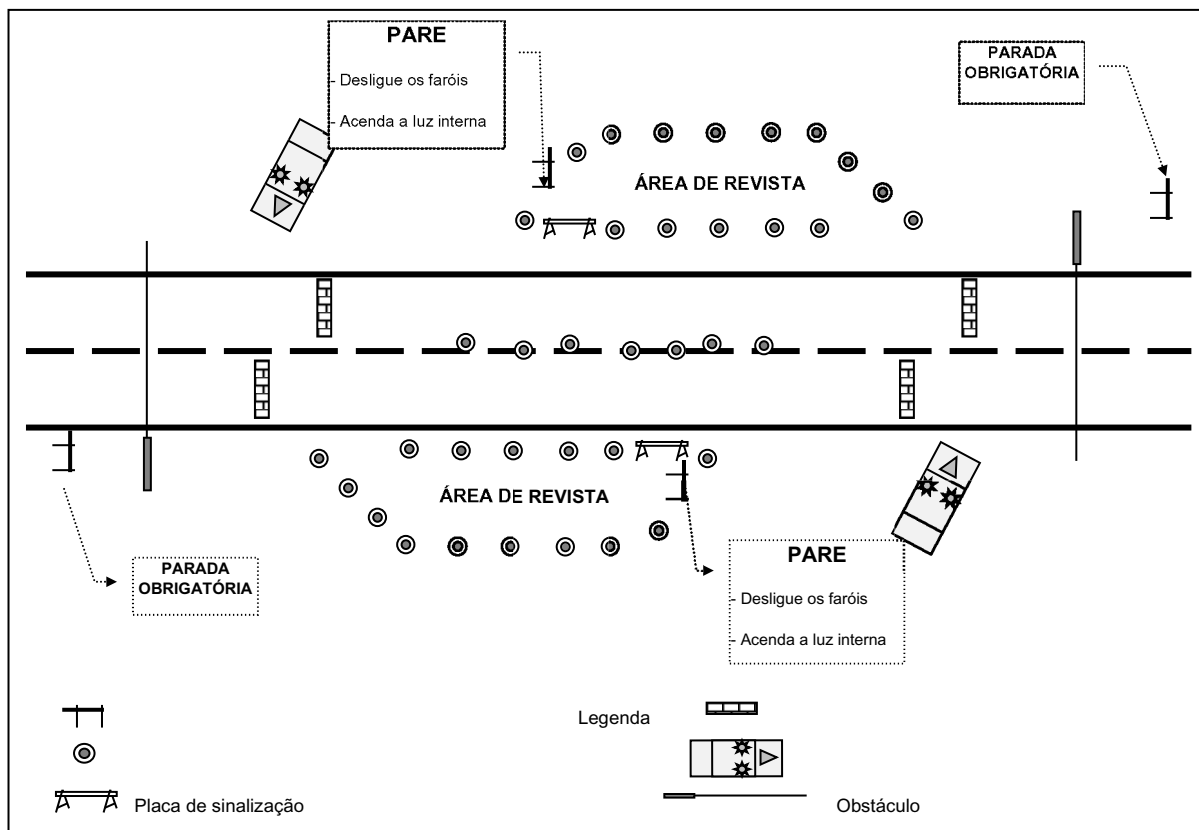 PARE
- Desligue os faróis
- Acenda a luz interna
PARADA
OBRIGATÓRIA
ÁREA DE REVISTA
ÁREA DE REVISTA
PARADA
OBRIGATÓRIA
PARE
- Desligue os faróis
- Acenda a luz interna
Legenda
Placa de sinalização
Obstáculo